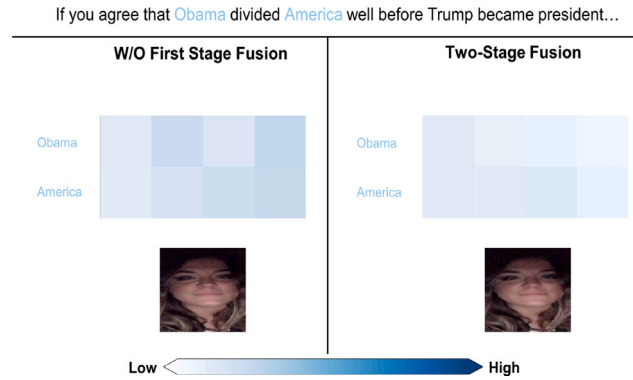 If you agree that Obama divided America well before Trump became president…
W/O First Stage Fusion
Two-Stage Fusion
Obama
America
Obama
America
Low
High